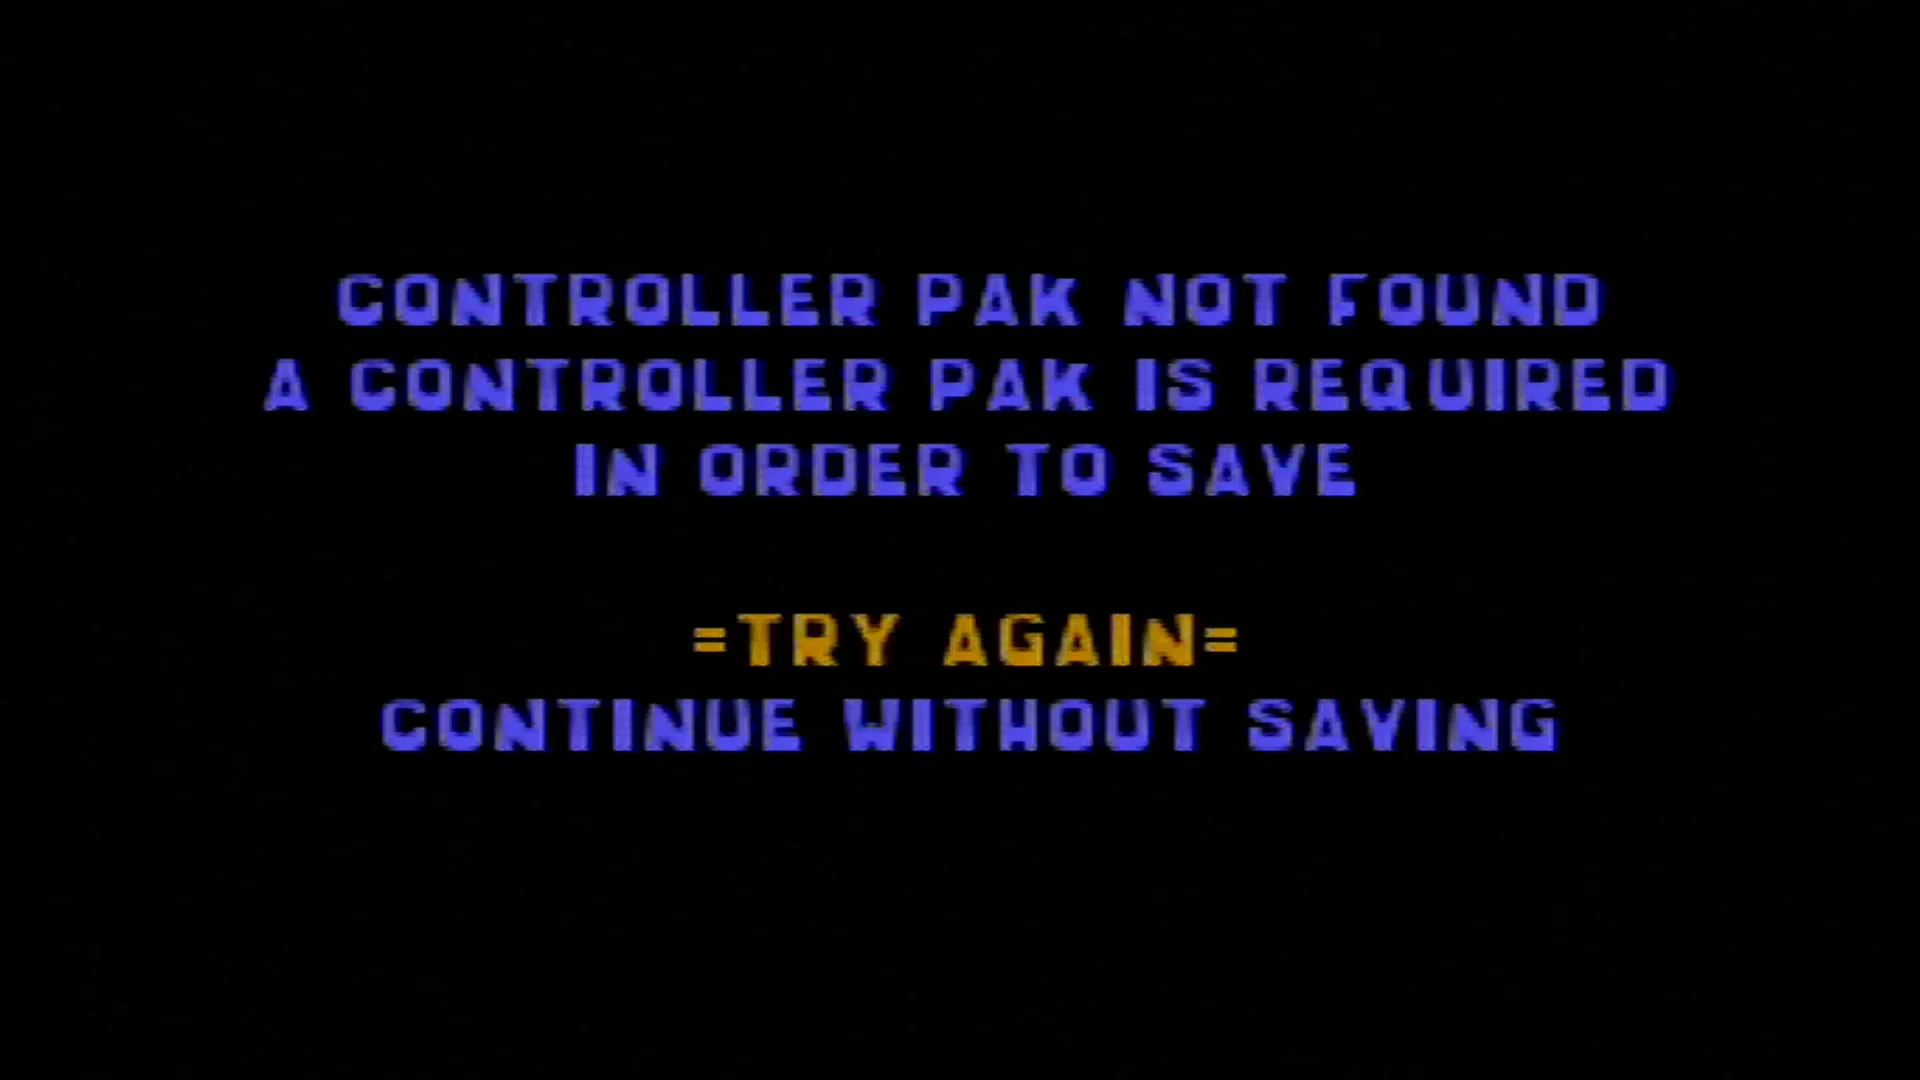 CONTROLLER PAK NOT FOUND
A CONTROLLER PAK IS REQUIRED
IN ORDER TO SAVE
=TRY AGAIN=
CONTINUE WITHOUT SAVING